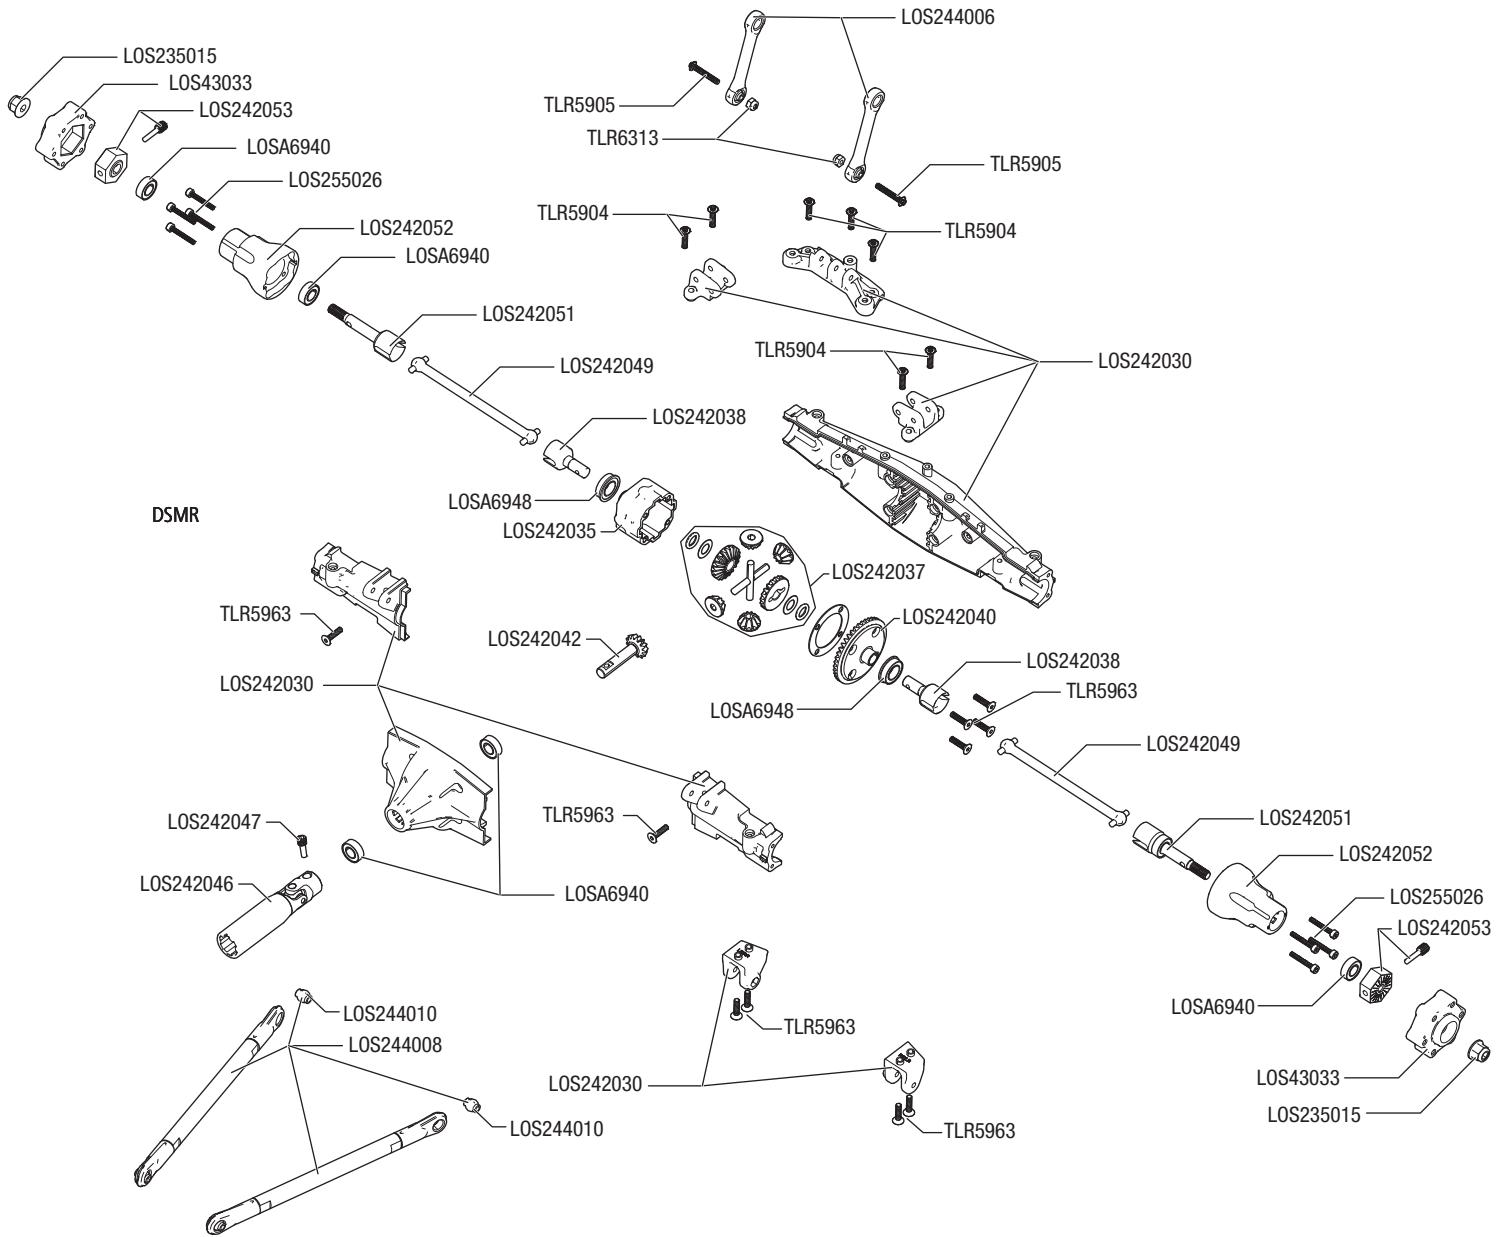 LOS244006
LOS235015
LOS43033
LOS242053
TLR5905
TLR6313
LOSA6940
TLR5905
LOS255026
TLR5904
LOS242052
TLR5904
LOSA6940
LOS242051
TLR5904
LOS242030
LOS242049
LOS242038
LOSA6948
DSMR
LOS242035
LOS242037
TLR5963
LOS242040
LOS242042
LOS242038
LOS242030
TLR5963
LOSA6948
LOS242049
TLR5963
LOS242047
LOS242051
LOS242052
LOS242046
LOSA6940
LOS255026
LOS242053
LOSA6940
LOS244010
TLR5963
LOS244008
LOS43033
LOS242030
LOS235015
LOS244010
TLR5963